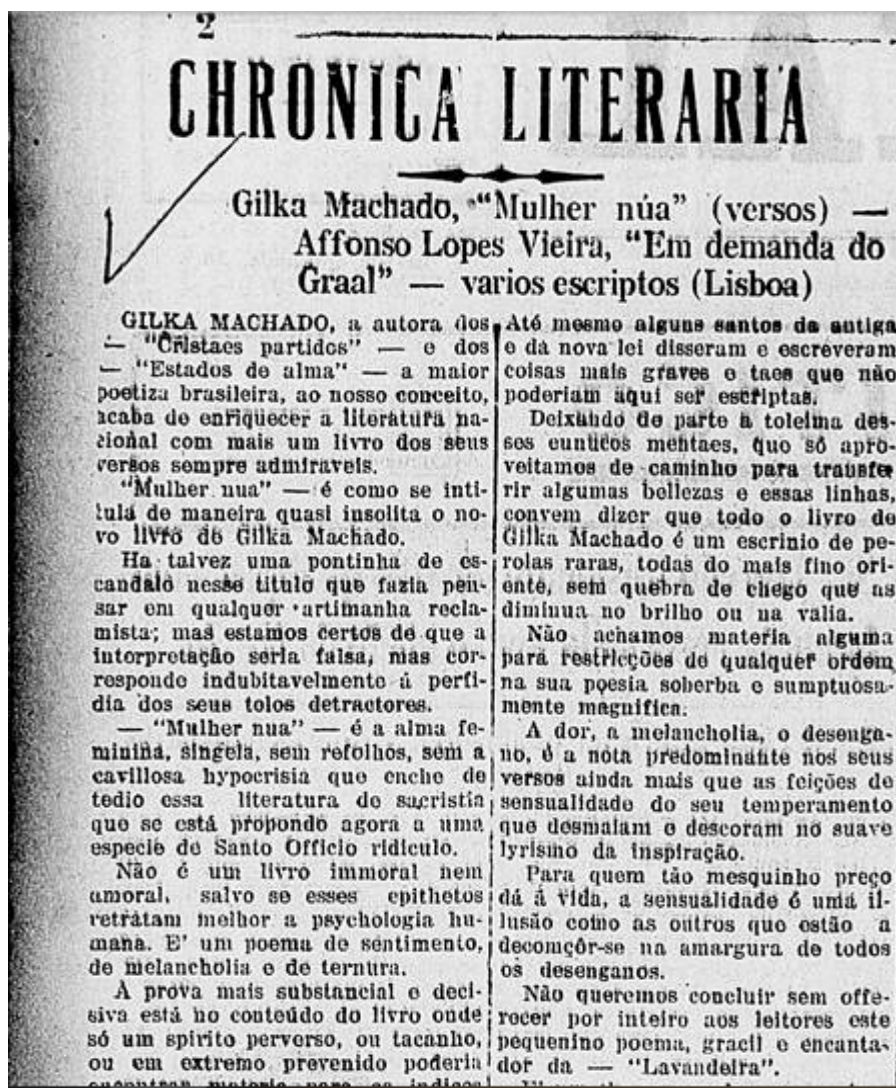 2
CHRONICA LITERARIA
Gilka Machado, "Mulher núa" (versos) —
Affonso Lopes Vieira, "Em demanda do
Graal" — varios escriptos (Lisboa)
GILKA MACHADO, a autora dos
— "Cristaes partidos" — e dos
— "Estados de alma" — a maior
poetiza brasileira, ao nosso conceito,
acaba de enriquecer a literatura na-
cional com mais um livro dos seus
versos sempre admiraveis.
"Mulher nua" — é como se inti-
tula de maneira quasi insolita o no-
vo livro de Gilka Machado.
Ha talvez uma pontinha de es-
candalo nesse titulo que fazia pen-
sar em qualquer artimanha recla-
mista; mas estamos certos de que a
interpretação seria falsa, mas cor-
responde indubitavelmente á perfi-
dia dos seus tolos detractores.
— "Mulher nua" — é a alma fe-
minina, singela, sem refolhos, sem a
cavillosa hypocrisia que enche de
tedio essa literatura de sacristia
que se está propondo agora a uma
especie de Santo Officio ridiculo.
Não é um livro immoral nem
amoral, salvo se esses epithetos
retratam melhor a psychologia hu-
mana. E' um poema de sentimento,
de melancholia e de ternura.
A prova mais substancial e deci-
siva está no conteúdo do livro onde
só um spirito perverso, ou tacanho,
ou em extremo prevenido poderia
encontrar materia para os indices
Até mesmo alguns santos da antiga
e da nova lei disseram e escreveram
coisas mais graves e taes que não
poderiam aqui ser escriptas.
Deixando de parte a toleima des-
ses eunucos mentaes, que só apro-
veitamos de caminho para transfe
rir algumas bellezas e essas linhas,
convem dizer que todo o livro de
Gilka Machado é um escrinio de pe-
rolas raras, todas do mais fino ori-
ente, sem quebra de chego que as
diminua no brilho ou na valia.
Não achamos materia alguma
para restricções de qualquer ordem
na sua poesia soberba e sumptuosa-
mente magnifica.
A dor, a melancholia, o desenga-
no, é a nota predominante nos seus
versos ainda mais que as feições de
sensualidade do seu temperamento
que desmaiam e descoram no suave
lyrismo da inspiração.
Para quem tão mesquinho preço
dá á vida, a sensualidade é uma il-
lusão como as outros que estão a
decomçôr-se na amargura de todos
os desenganos.
Não queremos concluir sem offe-
recer por inteiro aos leitores este
pequenino poema, gracil e encanta-
dor da — "Lavandeira".